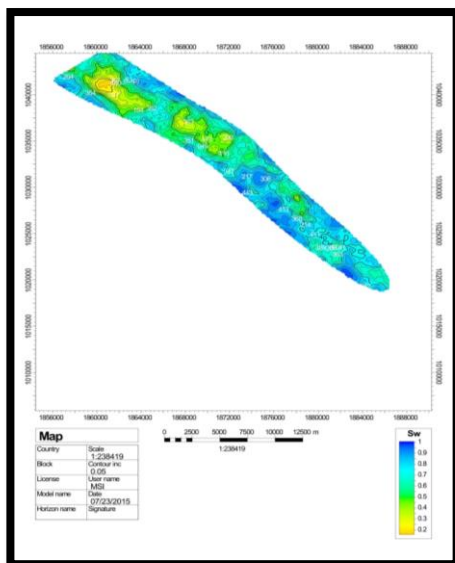 1856000 1860000 1864000 1868000 1872000 1876000 1880000 1884000 1888000
1040000 1040000
1035000 1035000
1030000 1030000
1025000 1025000
1020000 1020000
1015000 1015000
1010000 1010000
1856000 1860000 1864000 1868000 1872000 1876000 1880000 1884000 1888000
Map
Country
Scale
1:238419
Block
Contour inc
0.05
License
User name
MSI
Model name
Date
07/23/2015
Horizon name
Signature
0 2500 5000 7500 10000 12500 m
1:238419
Sw
1
0.9
0.8
0.7
0.6
0.5
0.4
0.3
0.2